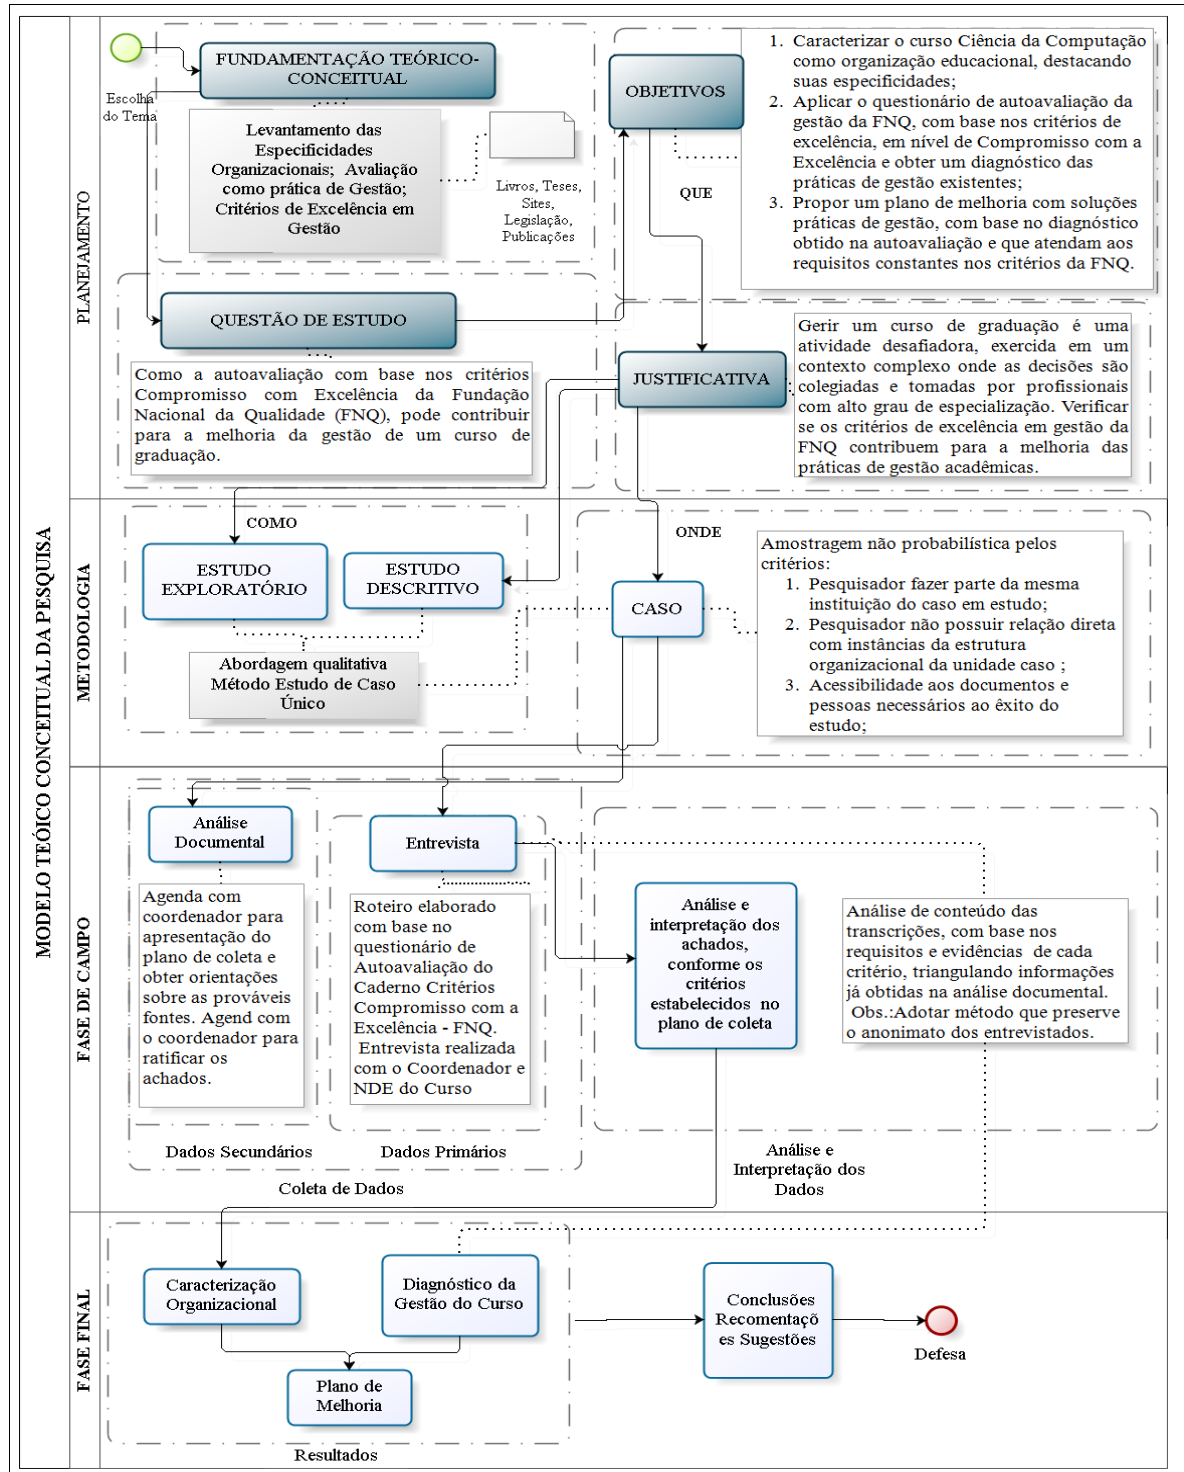 MODELO TEÓICO CONCEITUAL DA PESQUISA
PLANEJAMENTO
Escolha
do Tema
FUNDAMENTAÇÃO TEÓRICO-
CONCEITUAL
Levantamento das
Especificidades
Organizacionais; Avaliação
como prática de Gestão;
Critérios de Excelência em
Gestão
Livros, Teses,
Sites,
Legislação,
Publicações
OBJETIVOS
QUE
1. Caracterizar o curso Ciência da Computação
como organização educacional, destacando
suas especificidades;
2. Aplicar o questionário de autoavaliação da
gestão da FNQ, com base nos critérios de
excelência, em nível de Compromisso com a
Excelência e obter um diagnóstico das
práticas de gestão existentes;
3. Propor um plano de melhoria com soluções
práticas de gestão, com base no diagnóstico
obtido na autoavaliação e que atendam aos
requisitos constantes nos critérios da FNQ.
QUESTÃO DE ESTUDO
Como a autoavaliação com base nos critérios
Compromisso com Excelência da Fundação
Nacional da Qualidade (FNQ), pode contribuir
para a melhoria da gestão de um curso de
graduação.
JUSTIFICATIVA
Gerir um curso de graduação é uma
atividade desafiadora, exercida em um
contexto complexo onde as decisões são
colegiadas e tomadas por profissionais
com alto grau de especialização. Verificar
se os critérios de excelência em gestão da
FNQ contribuem para a melhoria das
práticas de gestão acadêmicas.
METODOLOGIA
COMO
ESTUDO
EXPLORATÓRIO
ESTUDO
DESCRITIVO
Abordagem qualitativa
Método Estudo de Caso
Único
ONDE
CASO
Amostragem não probabilística pelos
critérios:
1. Pesquisador fazer parte da mesma
instituição do caso em estudo;
2. Pesquisador não possuir relação direta
com instâncias da estrutura
organizacional da unidade caso ;
3. Acessibilidade aos documentos e
pessoas necessários ao êxito do
estudo;
FASE DE CAMPO
Análise
Documental
Agenda com
coordenador para
apresentação do
plano de coleta e
obter orientações
sobre as prováveis
fontes. Agend com
o coordenador para
ratificar os
achados.
Dados Secundários
Entrevista
Roteiro elaborado
com base no
questionário de
Autoavaliação do
Caderno Critérios
Compromisso com a
Excelência - FNQ.
Entrevista realizada
com o Coordenador e
NDE do Curso
Dados Primários
Coleta de Dados
Análise e
interpretação dos
achados,
conforme os
critérios
estabelecidos no
plano de coleta
Análise de conteúdo das
transcrições, com base nos
requisitos e evidências de cada
critério, triangulando informações
já obtidas na análise documental.
Obs.:Adotar método que preserve
o anonimato dos entrevistados.
Análise e
Interpretação dos
Dados
FASE FINAL
Caracterização
Organizacional
Diagnóstico da
Gestão do Curso
Plano de
Melhoria
Resultados
Conclusões
Recomentaçõ
es Sugestões
Defesa